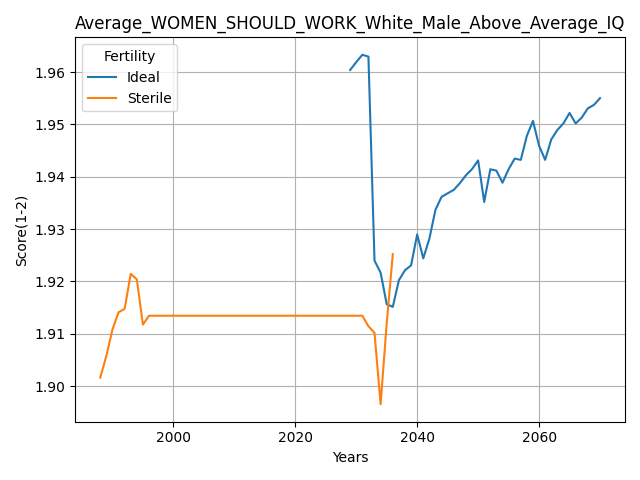 Average_WOMEN_SHOULD_WORK_White_Male_Above_Average_IQ
Fertility
Ideal
Sterile
1.96
1.95
1.94
1.93
1.92
1.91
1.90
Score(1-2)
2000 2020 2040 2060
Years